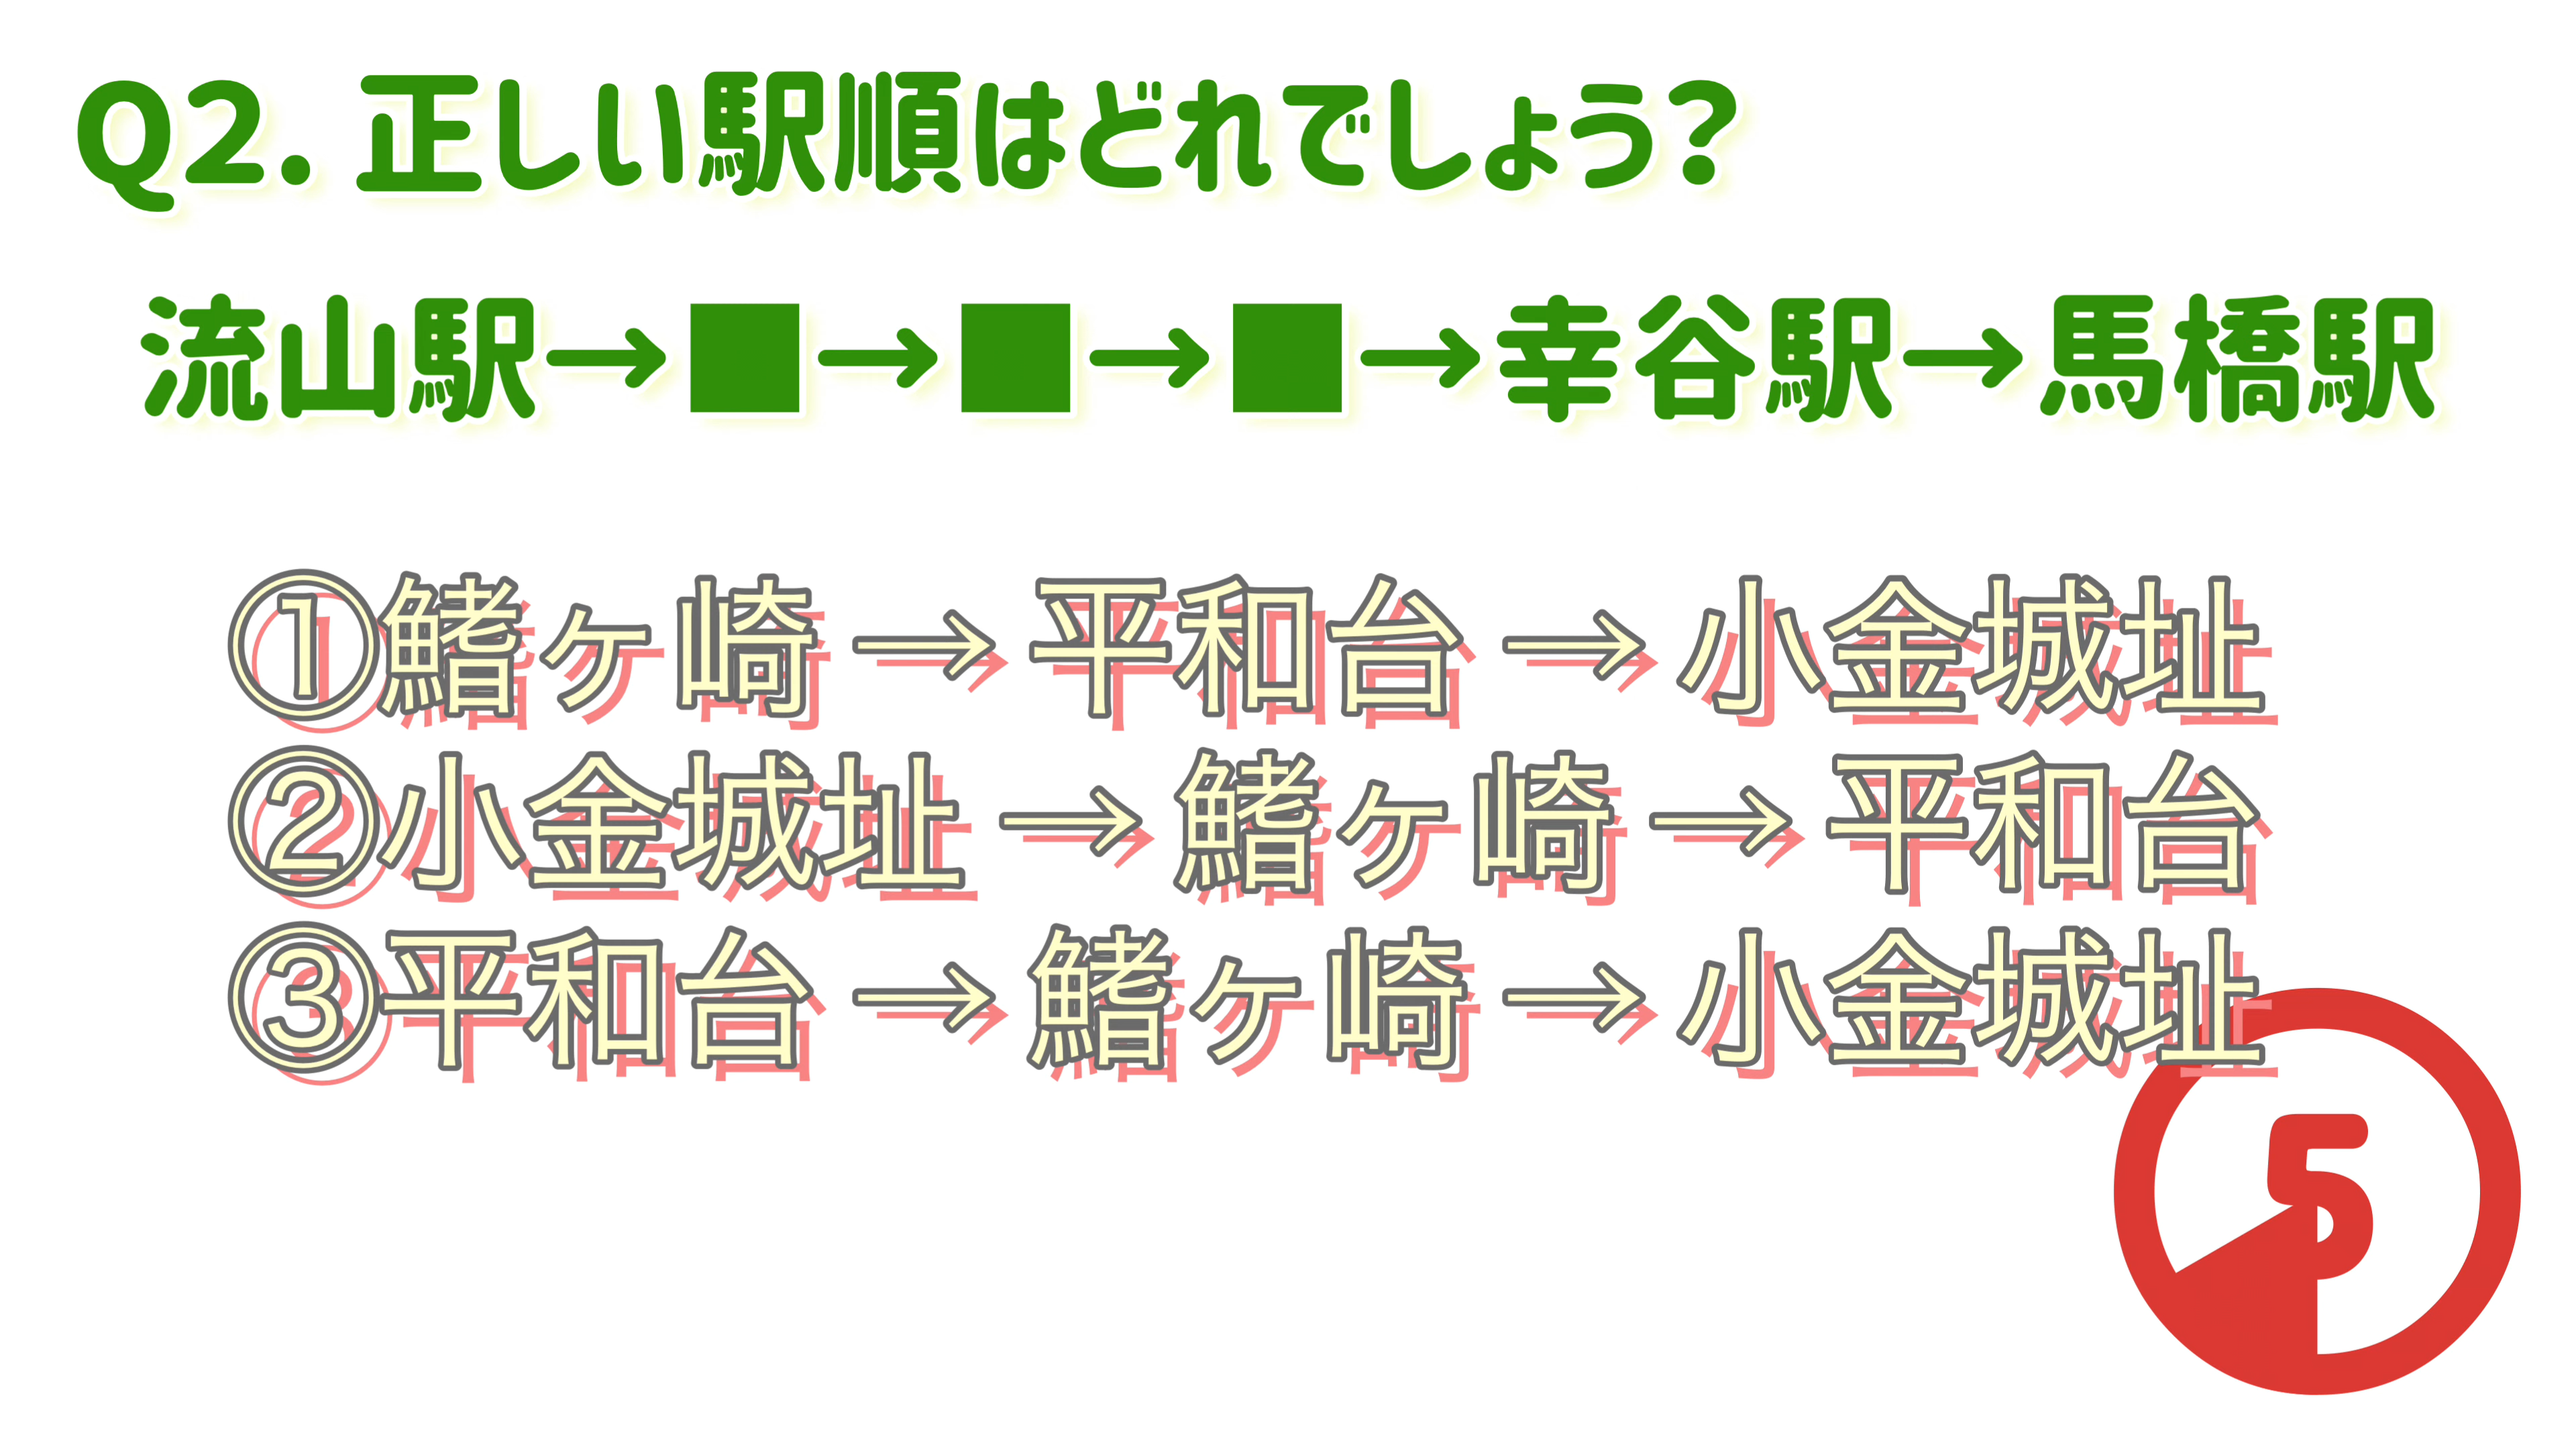 Q2. 正しい駅順はどれでしょう?
流山駅→■→■→■→幸谷駅→馬橋駅
①鰭ヶ崎→平和台→小金城址
②小金城址→鰭ヶ崎→平和台
③平和台→鰭ヶ崎→小金城址
5